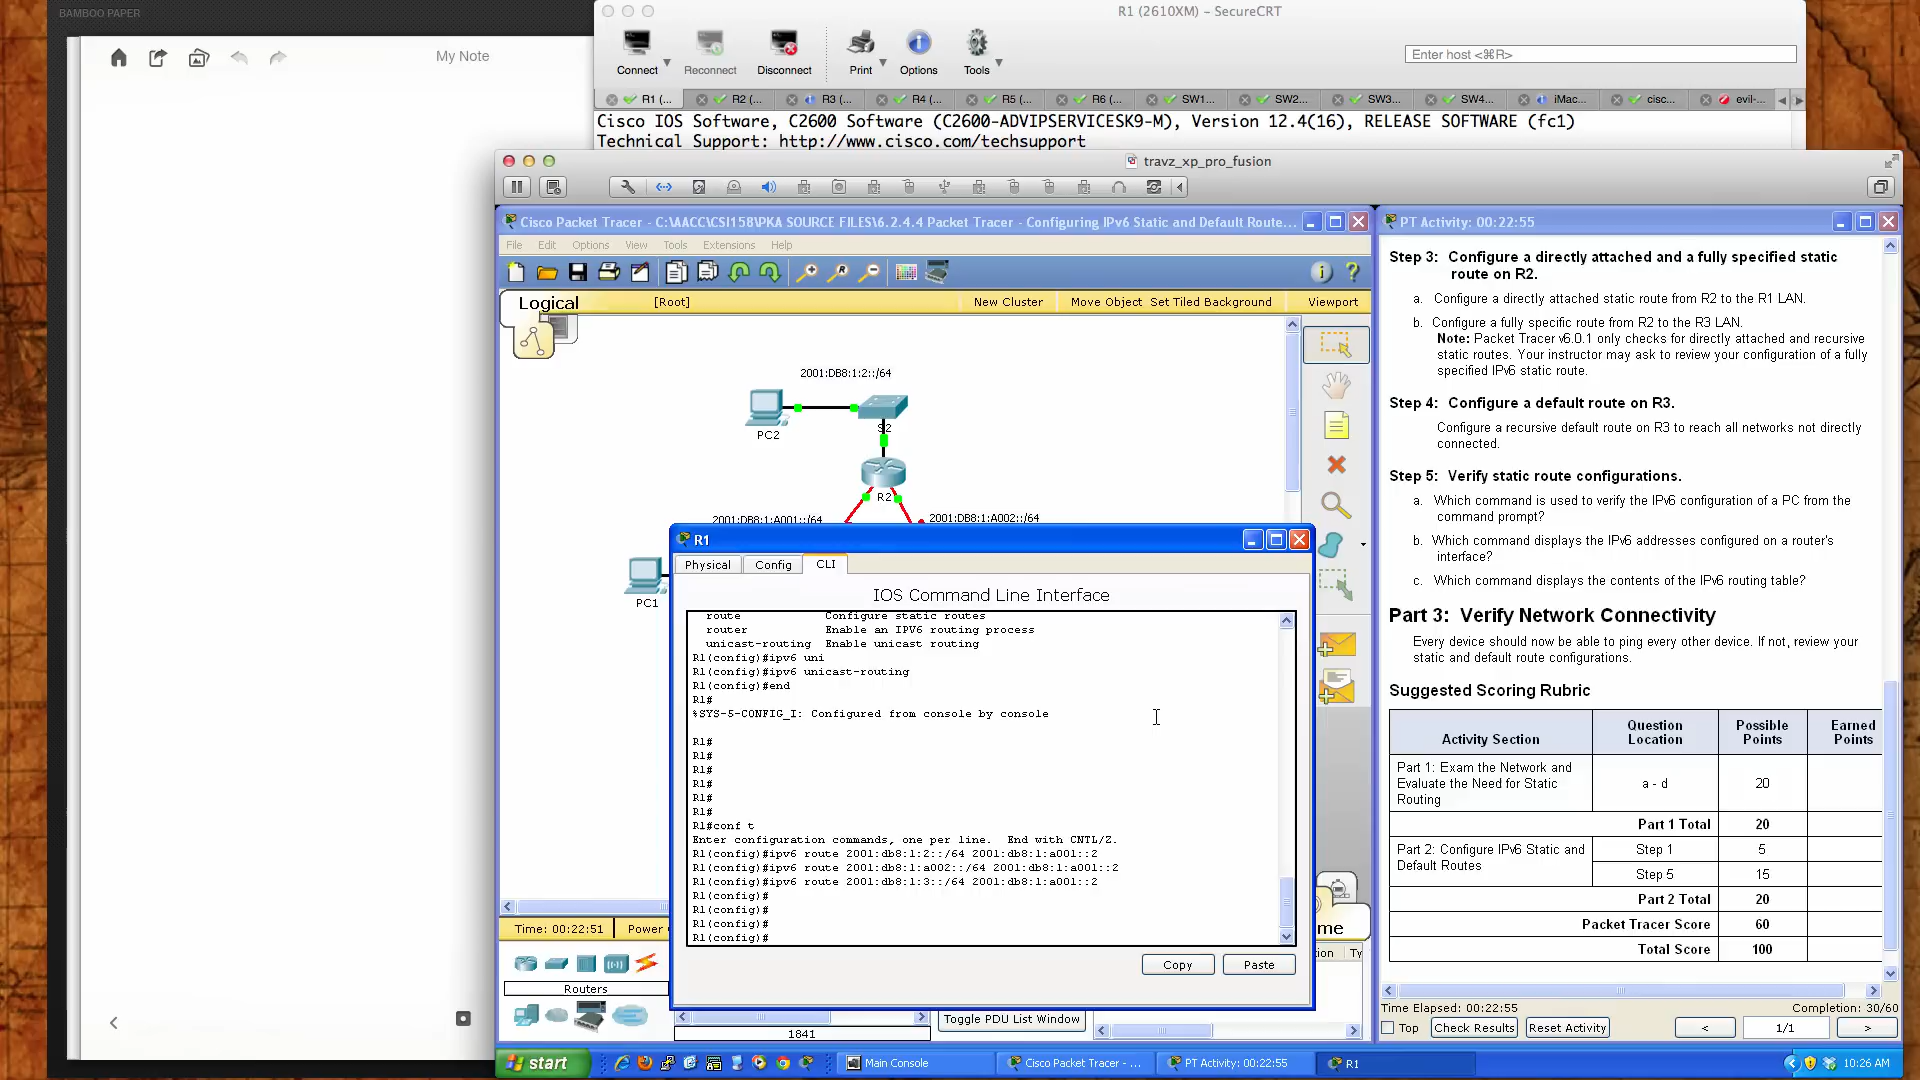 BAMBOO PAPER
My Note
R1 (2610XM) - SecureCRT
Connect
Reconnect
Disconnect
Print
Options
Tools
Enter host <⌘R>
R1 (...
R2 (...
R3 (...
R4 (...
R5 (...
R6 (...
SW1...
SW2...
SW3...
SW4...
iMac...
cisc...
evil-...
Cisco IOS Software, C2600 Software (C2600-ADVIPSERVICESK9-M), Version 12.4(16), RELEASE SOFTWARE (fc1)
Technical Support: http://www.cisco.com/techsupport
travz_xp_pro_fusion
Cisco Packet Tracer - C:\AACC\CSI158\PKA SOURCE FILES\6.2.4.4 Packet Tracer - Configuring IPv6 Static and Default Route...
File Edit Options View Tools Extensions Help
Logical
[Root]
New Cluster
Move Object
Set Tiled Background
Viewport
2001:DB8:1:2::/64
PC2
S2
R2
2001:DB8:1:A001::/64
2001:DB8:1:A002::/64
PC1
R1
Physical
Config
CLI
IOS Command Line Interface
route Configure static routes
router Enable an IPV6 routing process
unicast-routing Enable unicast routing
R1(config)#ipv6 uni
R1(config)#ipv6 unicast-routing
R1(config)#end
R1#
%SYS-5-CONFIG_I: Configured from console by console
R1#
R1#
R1#
R1#
R1#
R1#
R1#conf t
Enter configuration commands, one per line. End with CNTL/Z.
R1(config)#ipv6 route 2001:db8:1:2::/64 2001:db8:1:a001::2
R1(config)#ipv6 route 2001:db8:1:a002::/64 2001:db8:1:a001::2
R1(config)#ipv6 route 2001:db8:1:3::/64 2001:db8:1:a001::2
R1(config)#
R1(config)#
R1(config)#
R1(config)#
Copy
Paste
Time: 00:22:51
Power
Routers
1841
Toggle PDU List Window
me
tion
Ty
PT Activity: 00:22:55
Step 3: Configure a directly attached and a fully specified static
route on R2.
a. Configure a directly attached static route from R2 to the R1 LAN.
b. Configure a fully specific route from R2 to the R3 LAN.
Note: Packet Tracer v6.0.1 only checks for directly attached and recursive
static routes. Your instructor may ask to review your configuration of a fully
specified IPv6 static route.
Step 4: Configure a default route on R3.
Configure a recursive default route on R3 to reach all networks not directly
connected.
Step 5: Verify static route configurations.
a. Which command is used to verify the IPv6 configuration of a PC from the
command prompt?
b. Which command displays the IPv6 addresses configured on a router's
interface?
c. Which command displays the contents of the IPv6 routing table?
Part 3: Verify Network Connectivity
Every device should now be able to ping every other device. If not, review your
static and default route configurations.
Suggested Scoring Rubric
Activity Section
Question
Location
Possible
Points
Earned
Points
Part 1: Exam the Network and
Evaluate the Need for Static
Routing
a - d
20
Part 1 Total
20
Part 2: Configure IPv6 Static and
Default Routes
Step 1
5
Step 5
15
Part 2 Total
20
Packet Tracer Score
60
Total Score
100
Time Elapsed: 00:22:55
Completion: 30/60
Top
Check Results
Reset Activity
<
1/1
>
start
Main Console
Cisco Packet Tracer - ...
PT Activity: 00:22:55
R1
10:26 AM